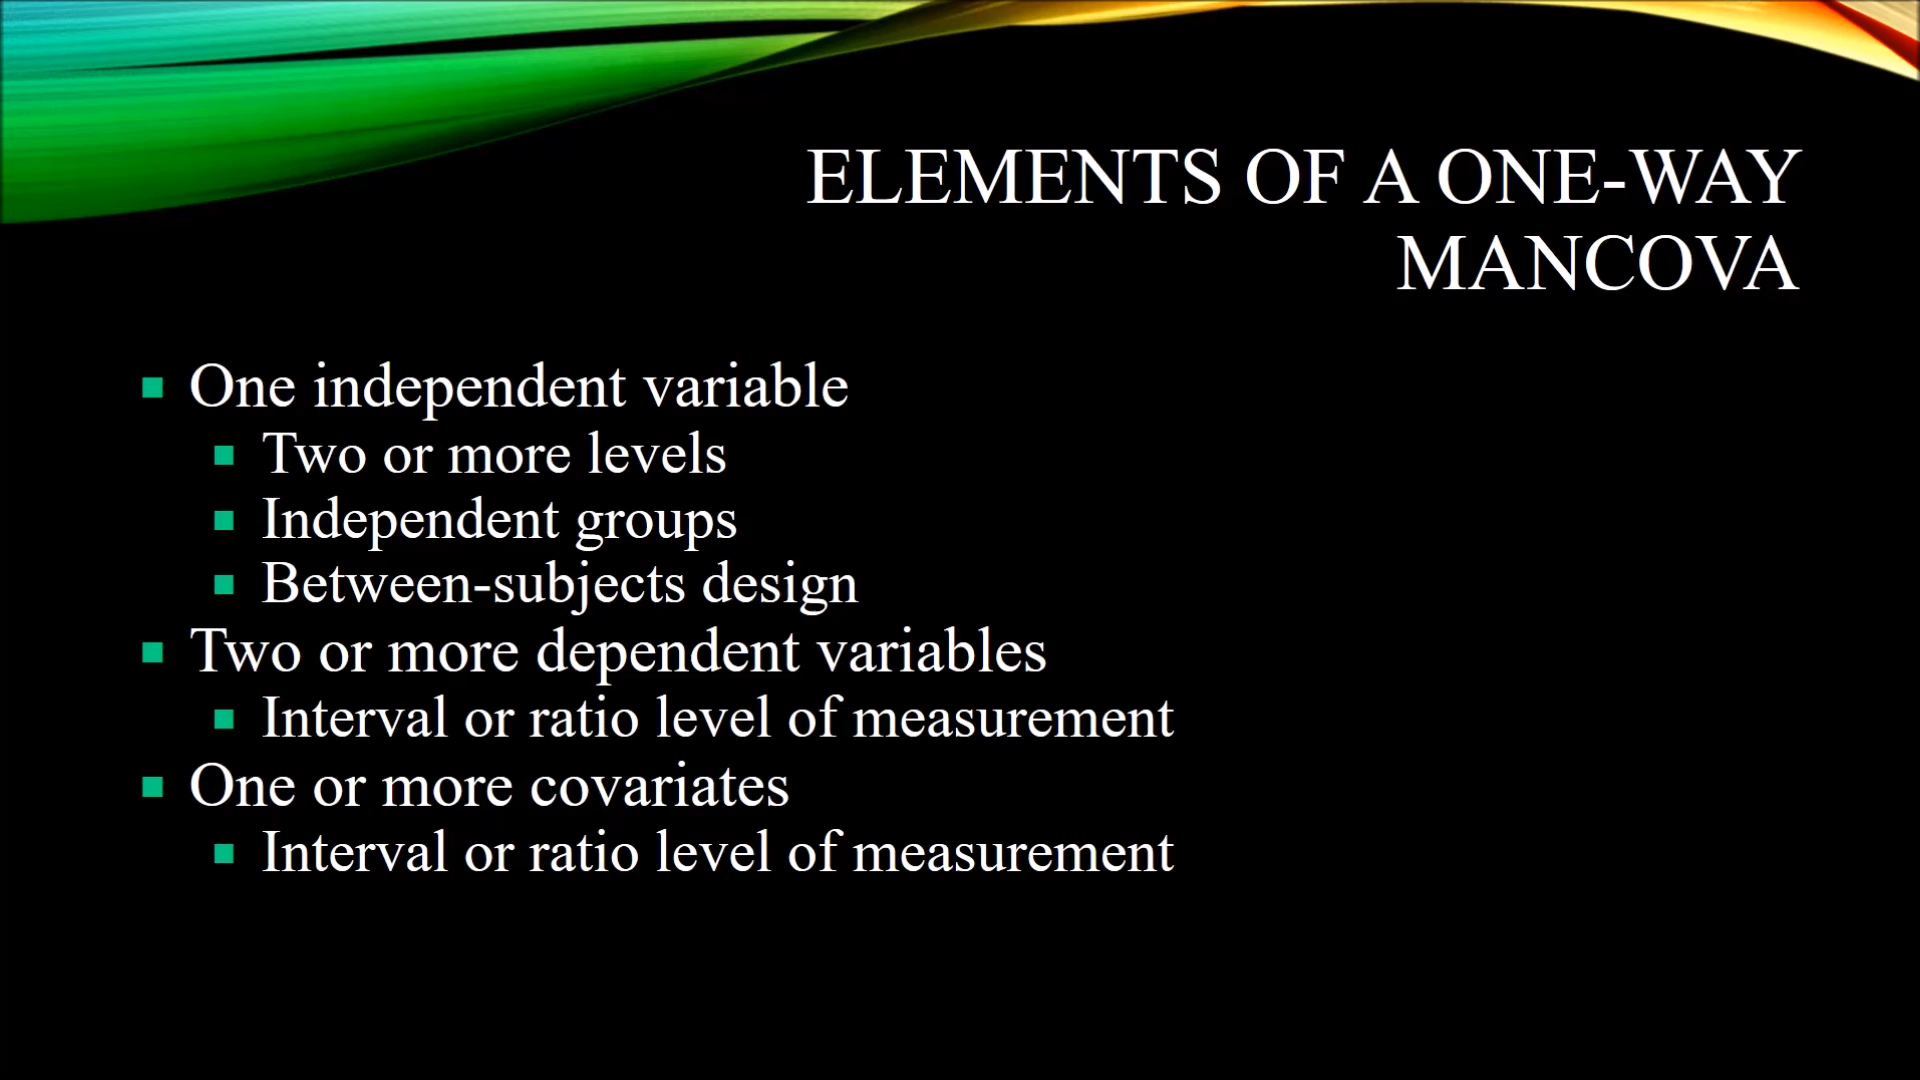 ELEMENTS OF A ONE-WAY
MANCOVA
One independent variable
Two or more levels
Independent groups
Between-subjects design
Two or more dependent variables
Interval or ratio level of measurement
One or more covariates
Interval or ratio level of measurement